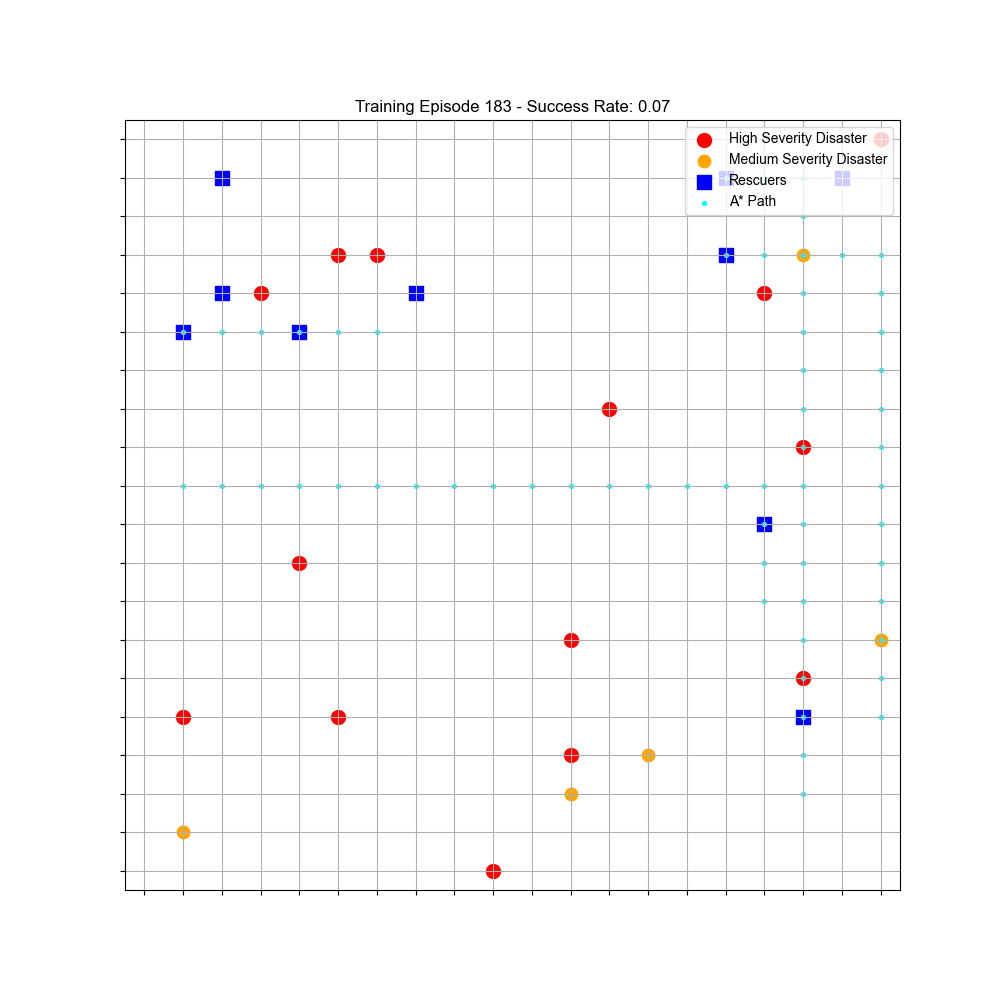 Training Episode 183 - Success Rate: 0.07
High Severity Disaster
Medium Severity Disaster
Rescuers
A* Path